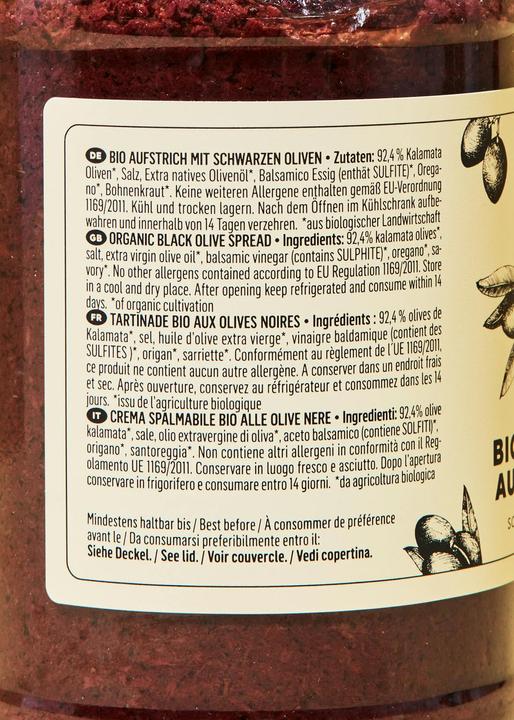 DE BIO AUFSTRICH MIT SCHWARZEN OLIVEN • Zutaten: 92,4 % Kalamata
Oliven*, Salz, Extra natives Olivenöl*, Balsamico Essig (enthät SULFITE)*, Orega-
no*, Bohnenkraut*. Keine weiteren Allergene enthalten gemäß EU-Verordnung
1169/2011. Kühl und trocken lagern. Nach dem Öffnen im Kühlschrank aufbe-
wahren und innerhalb von 14 Tagen verzehren. *aus biologischer Landwirtschaft
GB ORGANIC BLACK OLIVE SPREAD • Ingredients: 92,4% kalamata olives*,
salt, extra virgin olive oil*, balsamic vinegar (contains SULPHITE)*, oregano*, sa-
vory*. No other allergens contained according to EU Regulation 1169/2011. Store
in a cool and dry place. After opening keep refrigerated and consume within 14
days. *of organic cultivation
FR TARTINADE BIO AUX OLIVES NOIRES • Ingrédients : 92,4 % olives de
Kalamata*, sel, huile d'olive extra vierge*, vinaigre baldamique (contient des
SULFITES )*, origan*, sarriette*. Conformément au règlement de l'UE 1169/2011,
ce produit ne contient aucun autre allergène. A conserver dans un endroit frais
et sec. Après ouverture, conservez au réfrigérateur et consommez dans les 14
jours. *issu de l'agriculture biologique
IT CREMA SPALMABILE BIO ALLE OLIVE NERE • Ingredienti: 92,4% olive
kalamata*, sale, olio extravergine di oliva*, aceto balsamico (contiene SOLFITI)*,
origano*, santoreggia*. Non contiene altri allergeni in conformità con il Reg-
olamento UE 1169/2011. Conservare in luogo fresco e asciutto. Dopo l'apertura
conservare in frigorifero e consumare entro 14 giorni. *da agricoltura biologica
Mindestens haltbar bis / Best before / À consommer de préférence
avant le / Da consumarsi preferibilmente entro il:
Siehe Deckel. / See lid. / Voir couvercle. / Vedi copertina.
BIO
AU